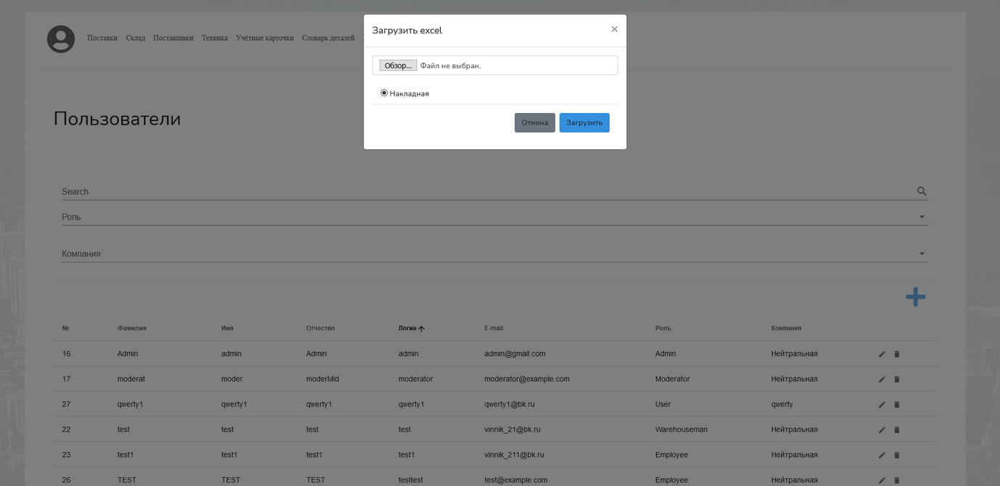 Загрузить excel ×
Поставки Склад Поставщики Техника Учётные карточки Словарь деталей
Обзор... Файл не выбран.
Накладная
Отмена Загрузить
Пользователи
Search
Роль
Компания
№ Фамилия Имя Отчество Логин E-mail Роль Компания
16 Admin admin Admin admin admin@gmail.com Admin Нейтральная
17 moderat moder moderMid moderator moderator@example.com Moderator Нейтральная
27 qwerty1 qwerty1 qwerty1 qwerty1 qwerty1@bk.ru User qwerty
22 test test test test vinnik_21@bk.ru Warehouseman Нейтральная
23 test1 test1 test1 test1 vinnik_211@bk.ru Employee Нейтральная
26 TEST TEST TEST testtest test@example.com Employee Нейтральная